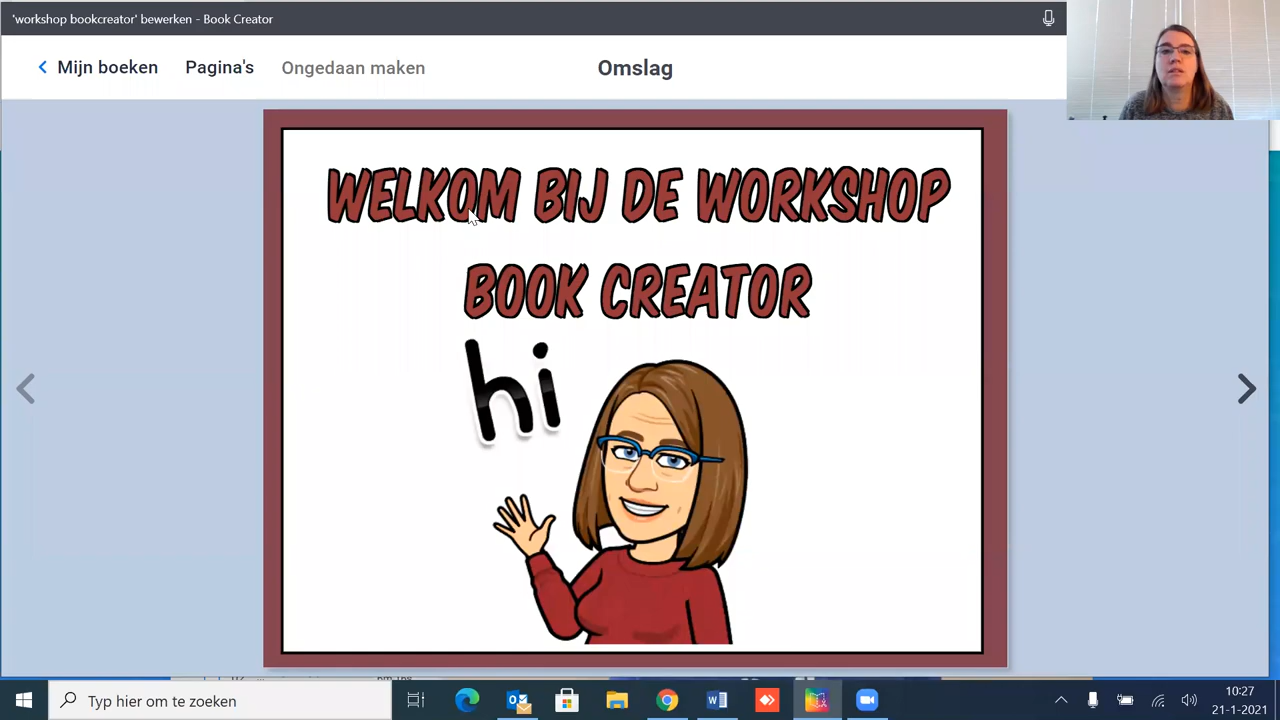 'workshop bookcreator' bewerken - Book Creator
Mijn boeken
Pagina's
Ongedaan maken
Omslag
WELKOM BIJ DE WORKSHOP
BOOK CREATOR
hi
Typ hier om te zoeken
10:27
21-1-2021